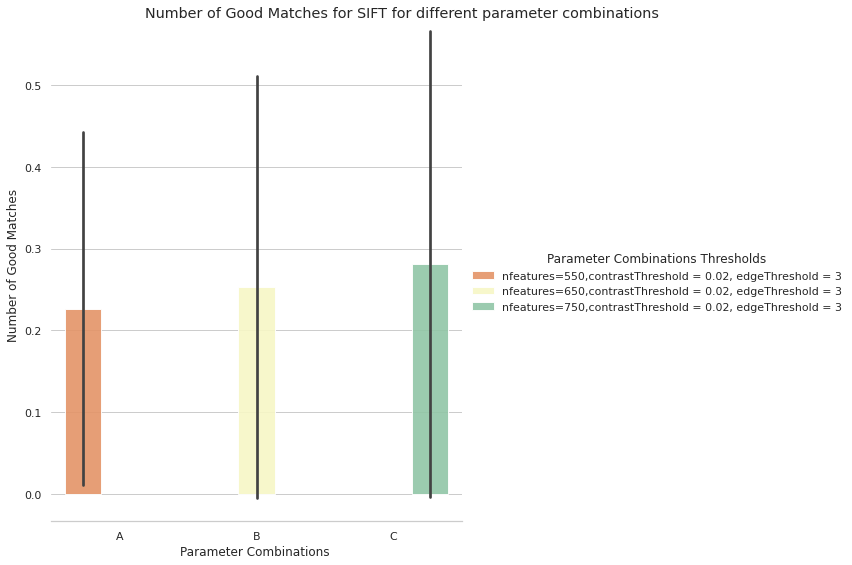 Number of Good Matches for SIFT for different parameter combinations
Number of Good Matches
0.5
0.4
0.3
0.2
0.1
0.0
A
B
C
Parameter Combinations
Parameter Combinations Thresholds
nfeatures=550,contrastThreshold = 0.02, edgeThreshold = 3
nfeatures=650,contrastThreshold = 0.02, edgeThreshold = 3
nfeatures=750,contrastThreshold = 0.02, edgeThreshold = 3